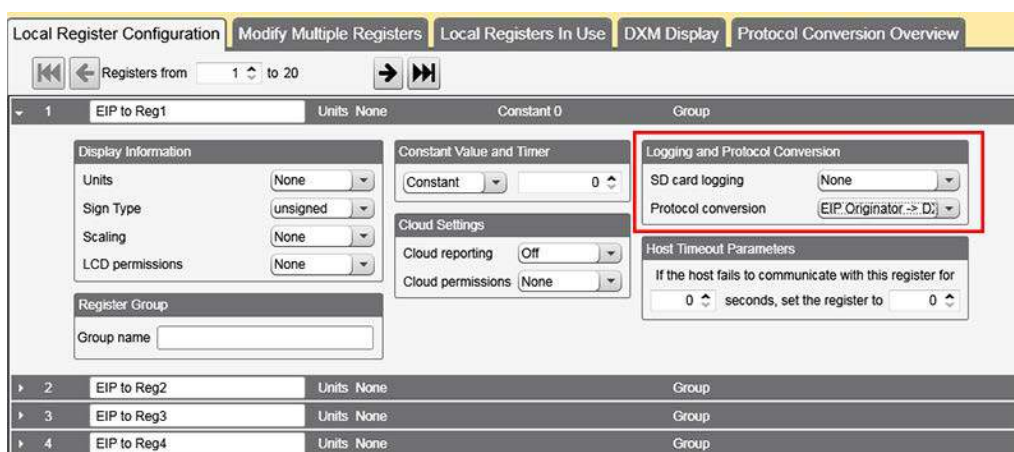 Local Register Configuration Modify Multiple Registers Local Registers In Use DXM Display Protocol Conversion Overview
Registers from 1 to 20
1 EIP to Reg1 Units None Constant 0 Group
Display Information
Units None
Sign Type unsigned
Scaling None
LCD permissions None
Register Group
Group name
Constant Value and Timer
Constant 0
Cloud Settings
Cloud reporting Off
Cloud permissions None
Logging and Protocol Conversion
SD card logging None
Protocol conversion EIP Originator -> D
Host Timeout Parameters
If the host fails to communicate with this register for
0 seconds, set the register to 0
2 EIP to Reg2 Units None Group
3 EIP to Reg3 Units None Group
4 EIP to Reg4 Units None Group